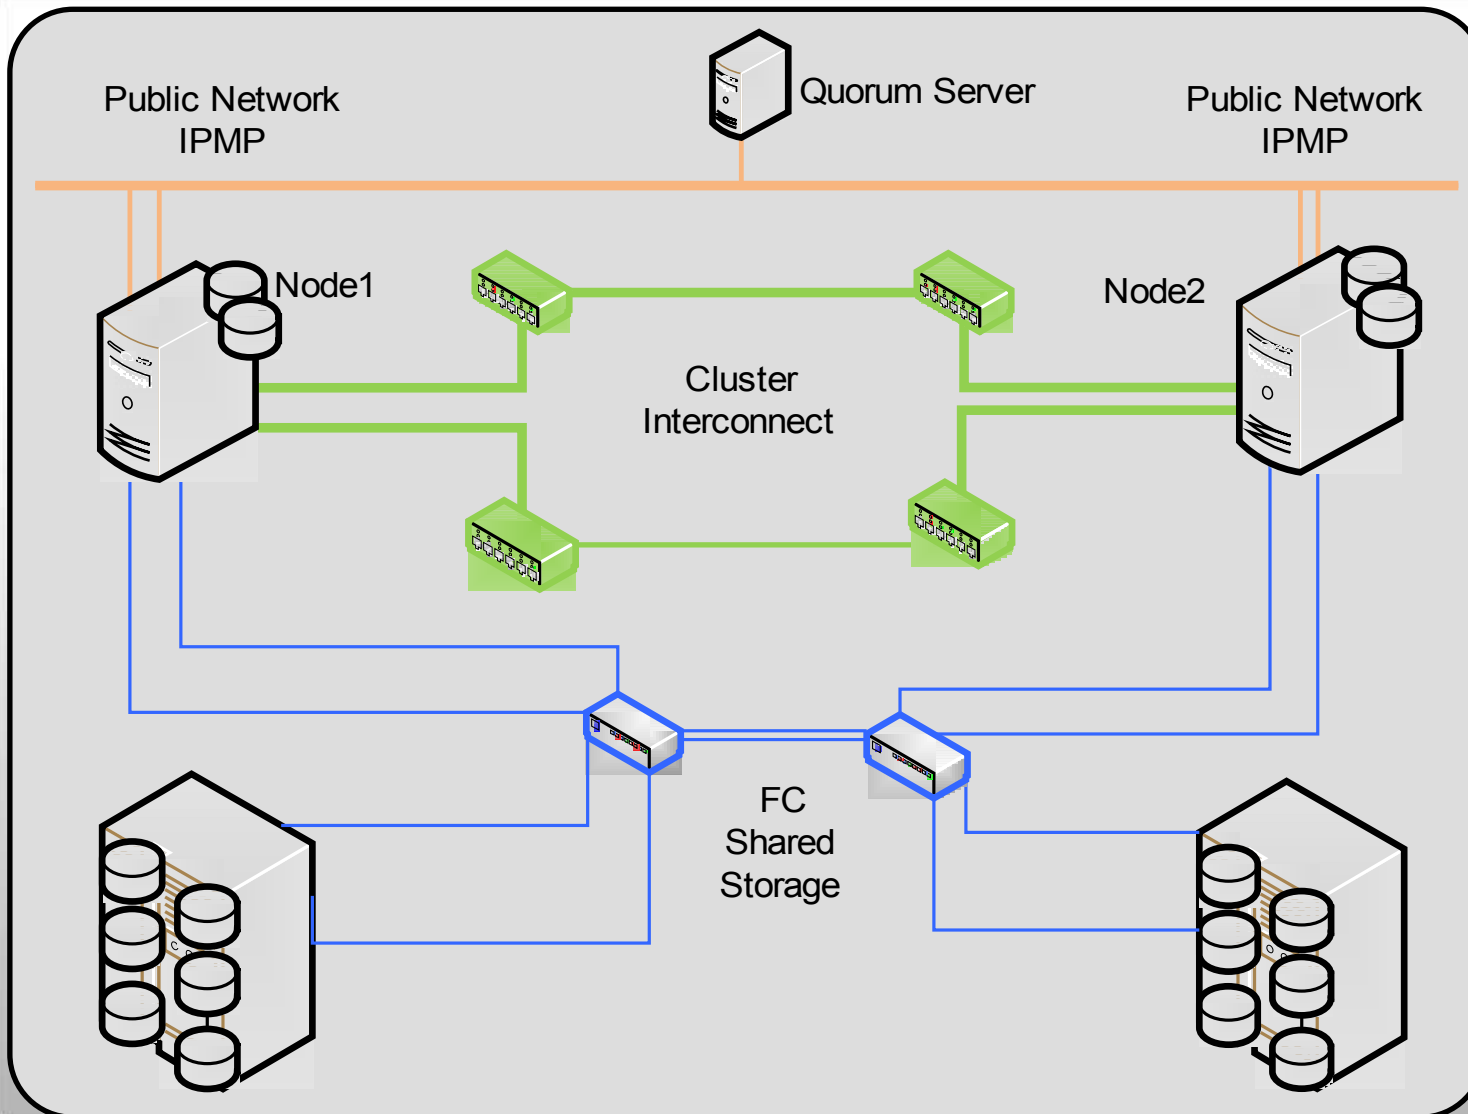 Quorum Server
Public Network
IPMP
Public Network
IPMP
Node1
Node2
Cluster
Interconnect
FC
Shared
Storage